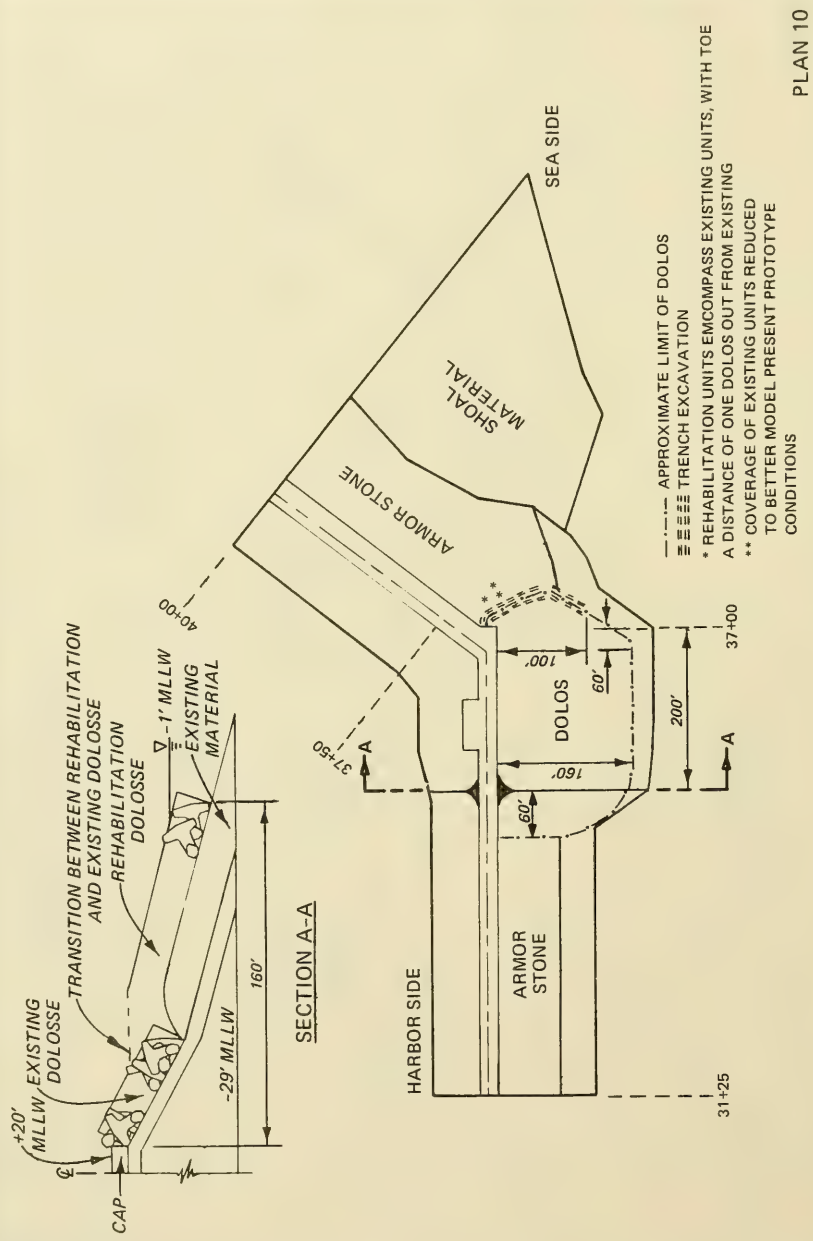 +20'
MLLW
EXISTING
DOLOSSE
TRANSITION BETWEEN REHABILITATION
AND EXISTING DOLOSSE
REHABILITATION
DOLOSSE
-1' MLLW
EXISTING
MATERIAL
℄
CAP
-29' MLLW
160'
SECTION A-A
HARBOR SIDE
ARMOR
STONE
31+25
A
A
37+50
40+00
ARMOR STONE
SHOAL
MATERIAL
SEA SIDE
* *
*
DOLOS
100'
60'
160'
60'
200'
37+00
APPROXIMATE LIMIT OF DOLOS
TRENCH EXCAVATION
* REHABILITATION UNITS EMCOMPASS EXISTING UNITS, WITH TOE
A DISTANCE OF ONE DOLOS OUT FROM EXISTING
** COVERAGE OF EXISTING UNITS REDUCED
TO BETTER MODEL PRESENT PROTOTYPE
CONDITIONS
PLAN 10